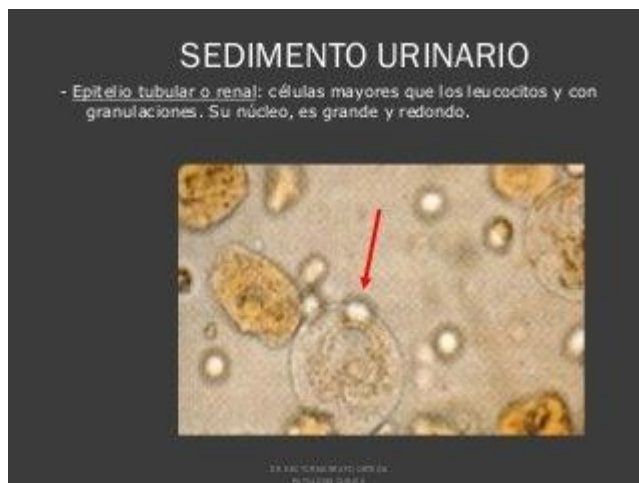 SEDIMENTO URINARIO
- Epitelio tubular o renal: células mayores que los leucocitos y con
granulaciones. Su núcleo, es grande y redondo.